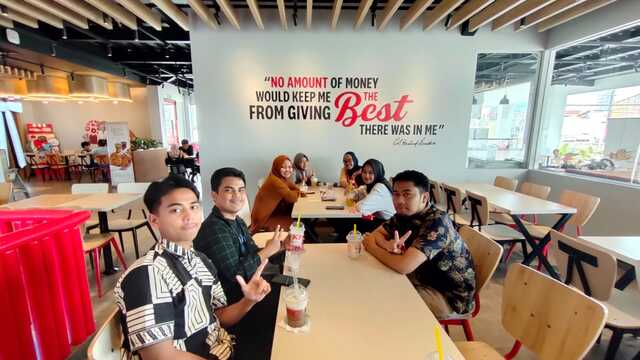 “NO AMOUNT OF MONEY
WOULD KEEP ME THE
FROM GIVING Best
THERE WAS IN ME”